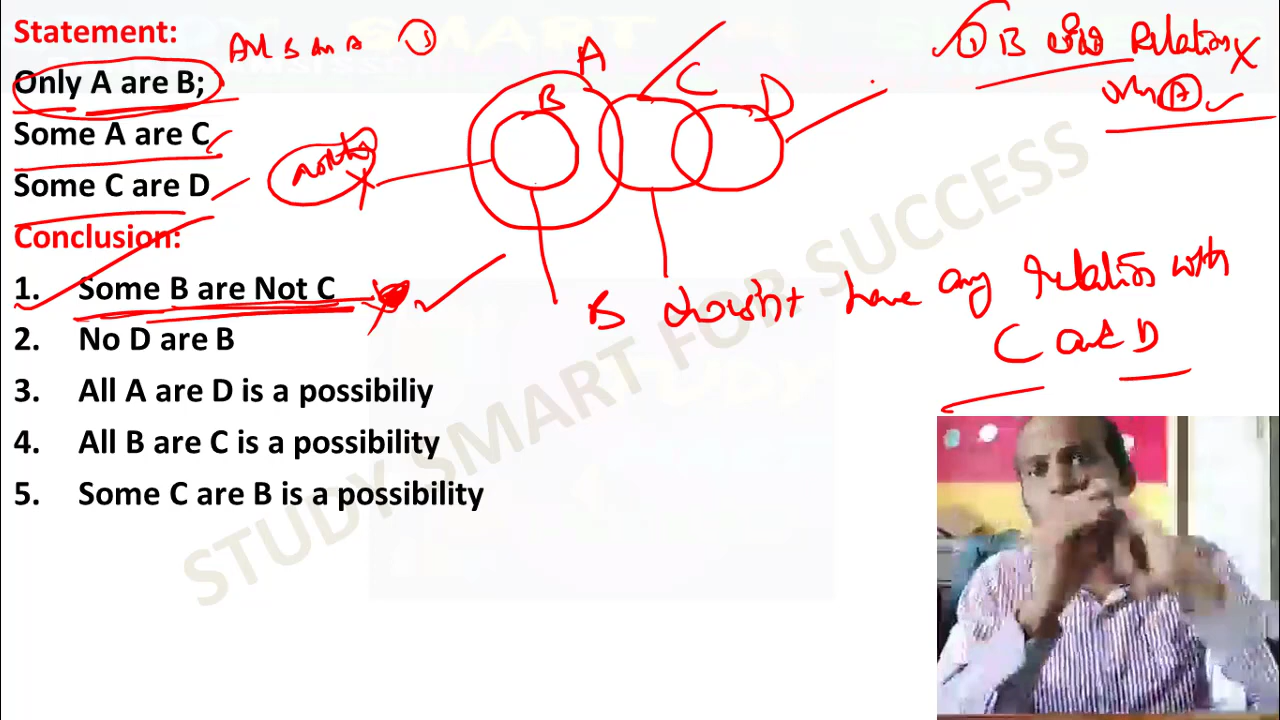 Statement:
Only A are B;
Some A are C
Some C are D
Conclusion:
1. Some B are Not C
2. No D are B
3. All A are D is a possibiliy
4. All B are C is a possibility
5. Some C are B is a possibility
A
B
C
D
B Relation X
only A
B doesn't have any relation with
C and D
STUDY SMART FOR SUCCESS